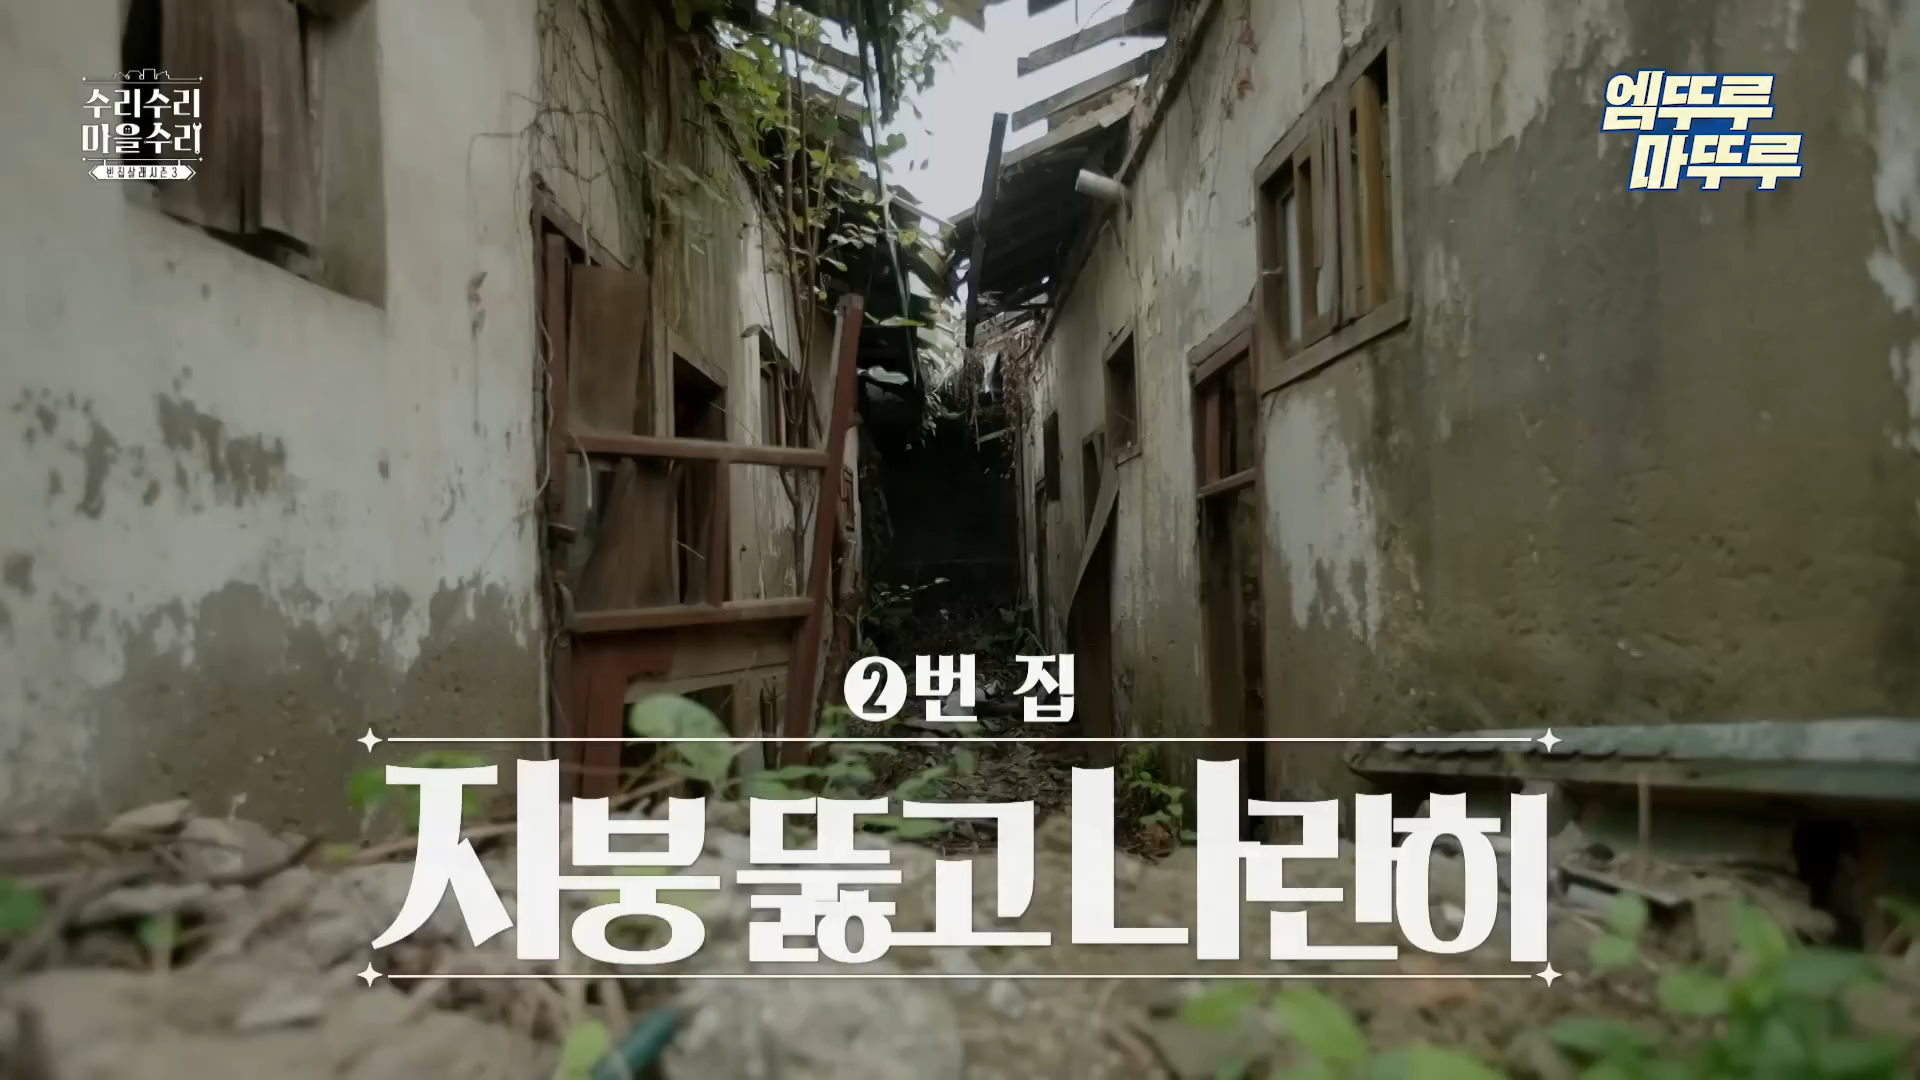 수리수리
마을수리
빈집살래 시즌3
엠뚜루
마뚜루
2번 집
지붕 뚫고 나란히